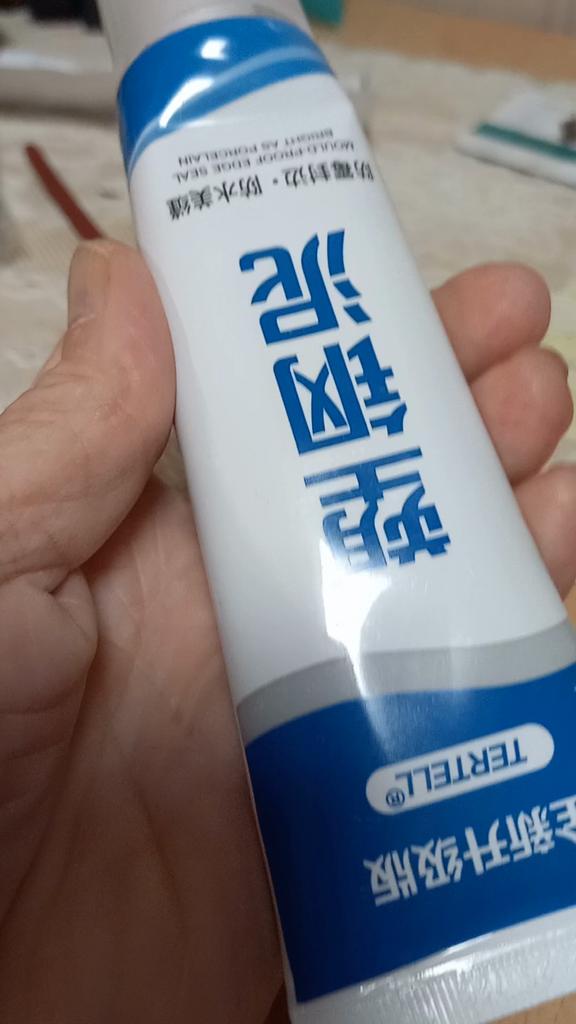 全新升级版
TERTELL®
塑钢泥
防霉封边·防水美缝
MOULD-PROOF EDGE SEAL
BRIGHT AS PORCELAIN